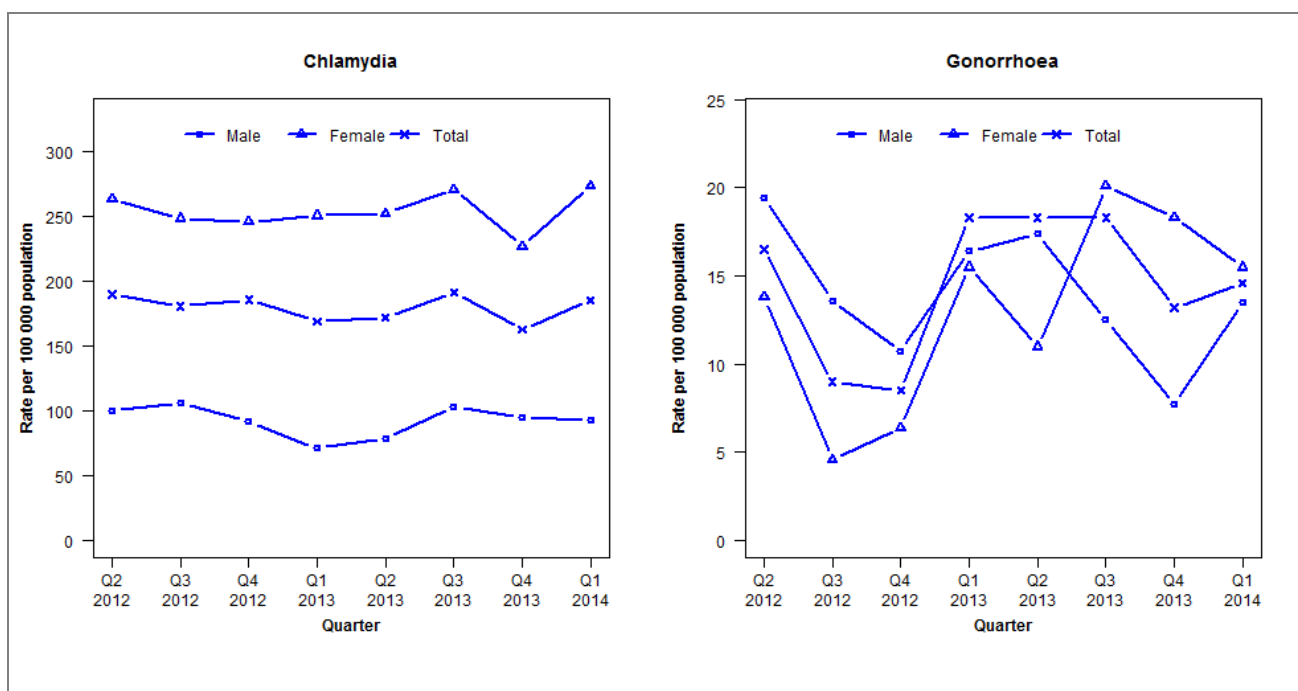 Chlamydia
Male Female Total
Rate per 100 000 population
300
250
200
150
100
50
0
Q2 Q3 Q4 Q1 Q2 Q3 Q4 Q1
2012 2012 2012 2013 2013 2013 2013 2014
Quarter
Gonorrhoea
Male Female Total
Rate per 100 000 population
25
20
15
10
5
0
Q2 Q3 Q4 Q1 Q2 Q3 Q4 Q1
2012 2012 2012 2013 2013 2013 2013 2014
Quarter